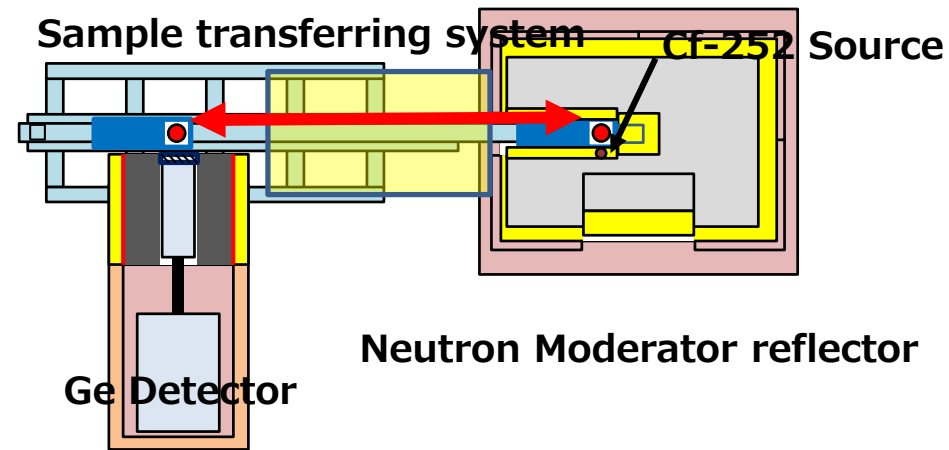 Sample transferring system
Cf-252 Source
Neutron Moderator reflector
Ge Detector